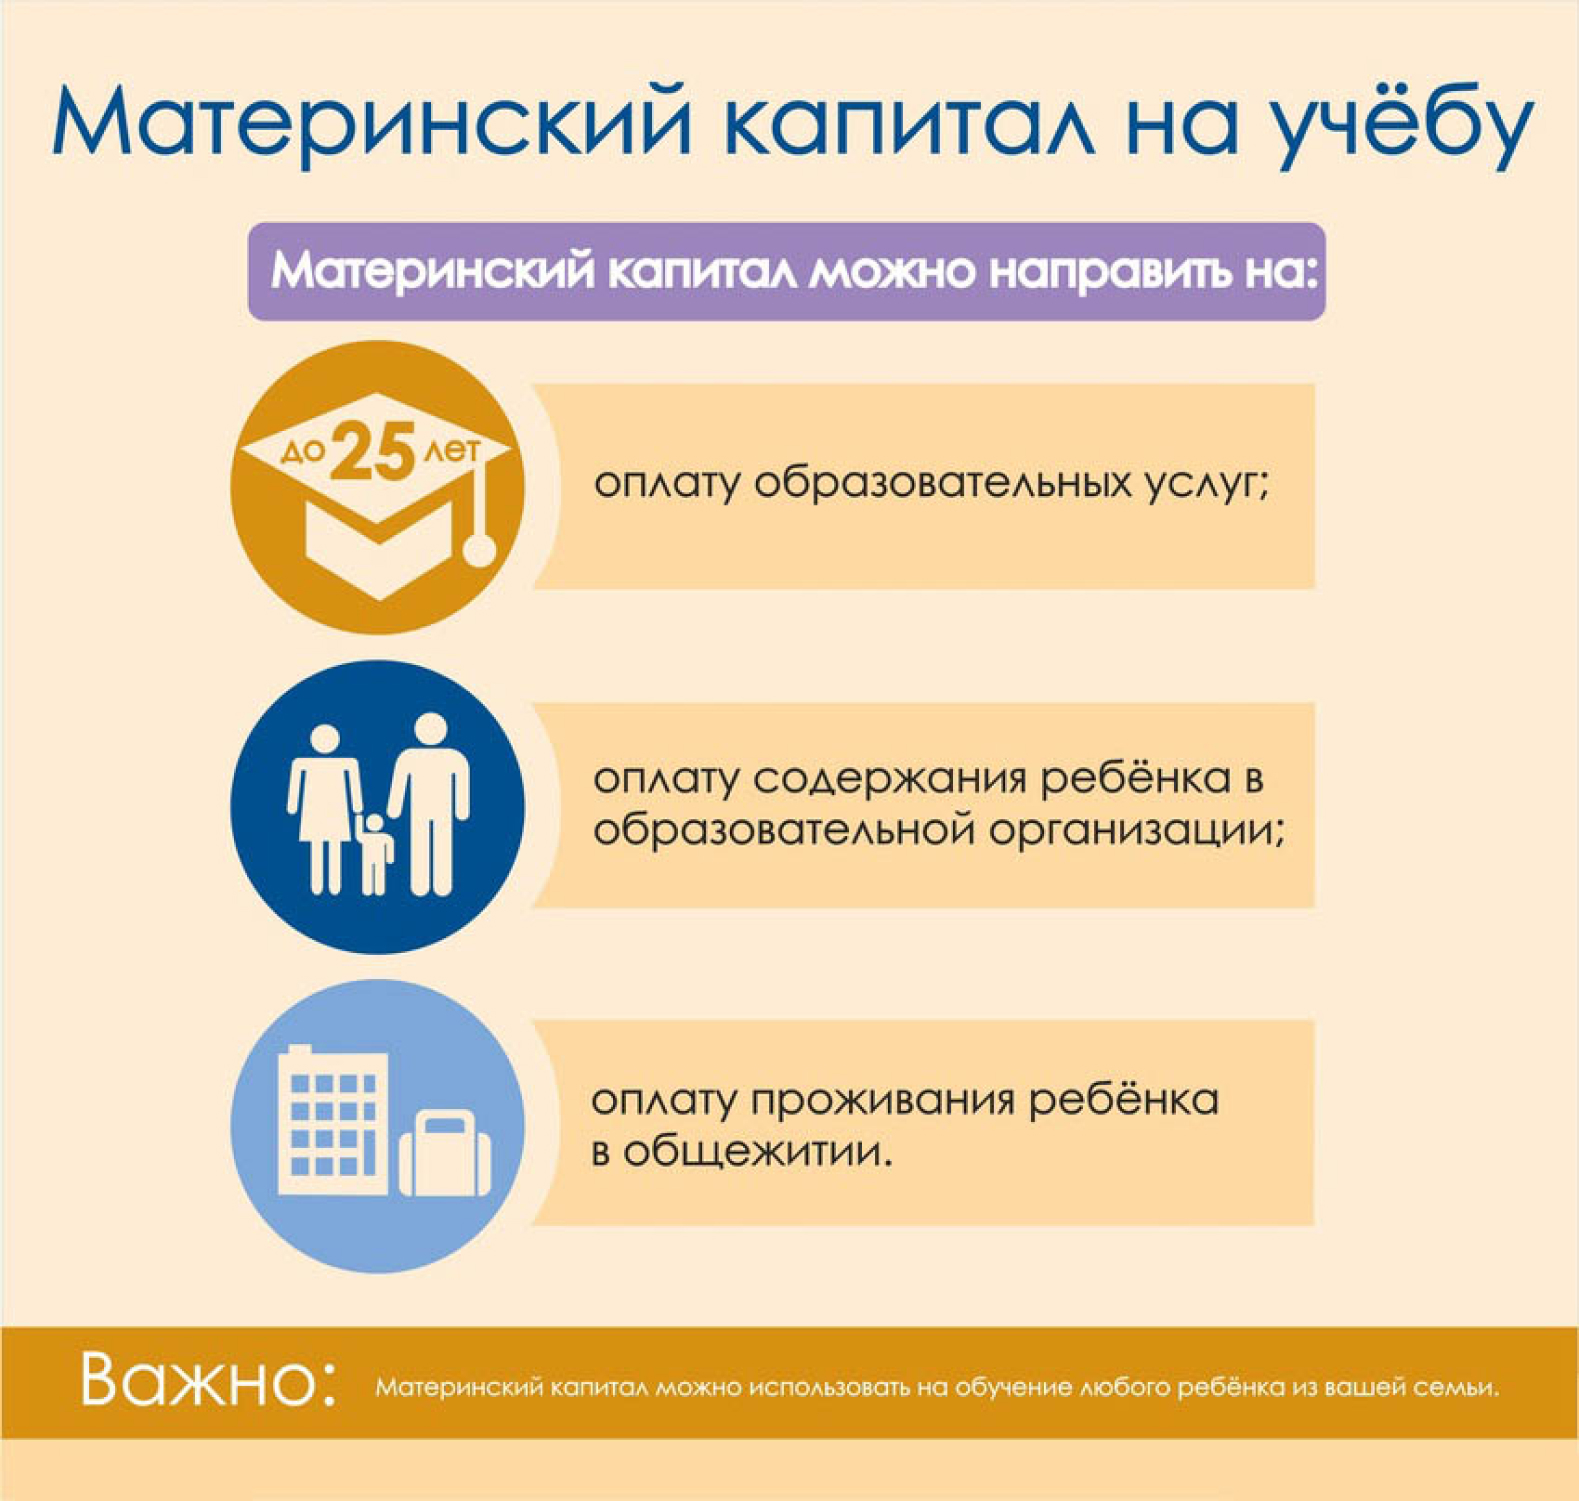 Материнский капитал на учёбу
Материнский капитал можно направить на:
до 25 лет
оплату образовательных услуг;
оплату содержания ребёнка в
образовательной организации;
оплату проживания ребёнка
в общежитии.
Важно: Материнский капитал можно использовать на обучение любого ребёнка из вашей семьи.